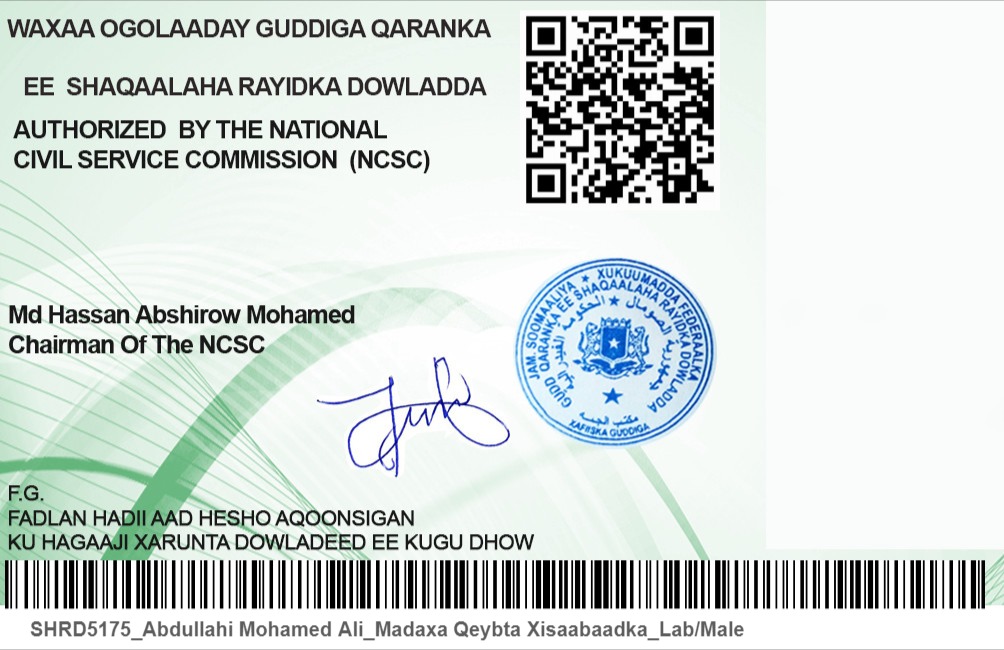 WAXAA OGOLAADAY GUDDIGA QARANKA
EE SHAQAALAHA RAYIDKA DOWLADDA
AUTHORIZED BY THE NATIONAL
CIVIL SERVICE COMMISSION (NCSC)
Md Hassan Abshirow Mohamed
Chairman Of The NCSC
JAM. SOOMAALIYA ★ XUKUUMADDA FEDERAALKA
GUDD QARANKA EE SHAQAALAHA RAYIDKA DOWLADDA
XAFIISKA GUDDIGA
F.G.
FADLAN HADII AAD HESHO AQOONSIGAN
KU HAGAAJI XARUNTA DOWLADEED EE KUGU DHOW
SHRD5175_Abdullahi Mohamed Ali_Madaxa Qeybta Xisaabaadka_Lab/Male